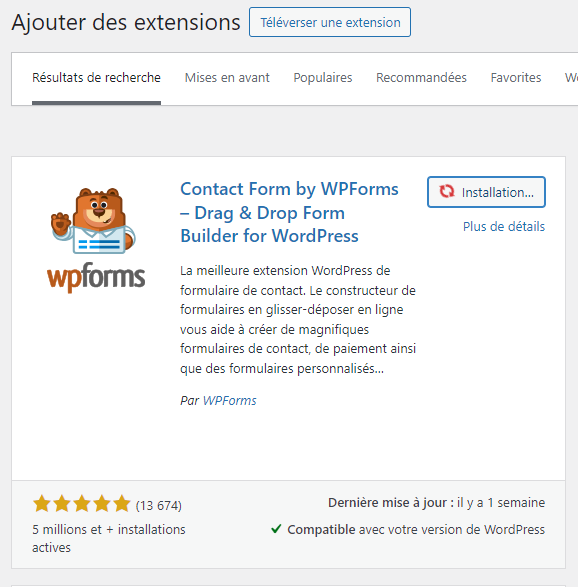 Ajouter des extensions Téléverser une extension
Résultats de recherche Mises en avant Populaires Recommandées Favorites
wpforms
Contact Form by WPForms
– Drag & Drop Form
Builder for WordPress
Installation...
Plus de détails
La meilleure extension WordPress de
formulaire de contact. Le constructeur de
formulaires en glisser-déposer en ligne
vous aide à créer de magnifiques
formulaires de contact, de paiement ainsi
que des formulaires personnalisés…
Par WPForms
(13 674)
5 millions et + installations
actives
Dernière mise à jour : il y a 1 semaine
Compatible avec votre version de WordPress